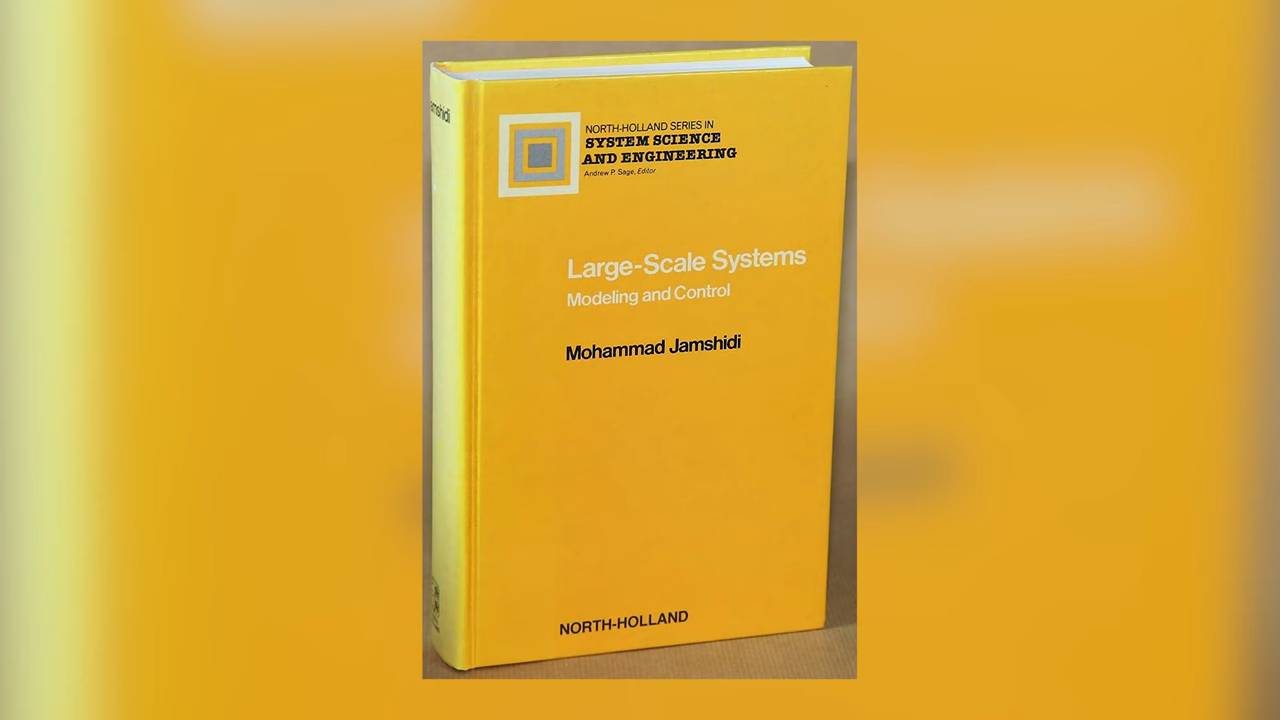 NORTH-HOLLAND SERIES IN
SYSTEM SCIENCE
AND ENGINEERING
Andrew P. Sage, Editor
Large-Scale Systems
Modeling and Control
Mohammad Jamshidi
NORTH-HOLLAND